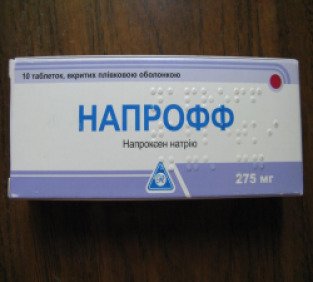 10 таблеток, вкритих плівковою оболонкою
НАПРОФФ
Напроксен натрію
275 мг